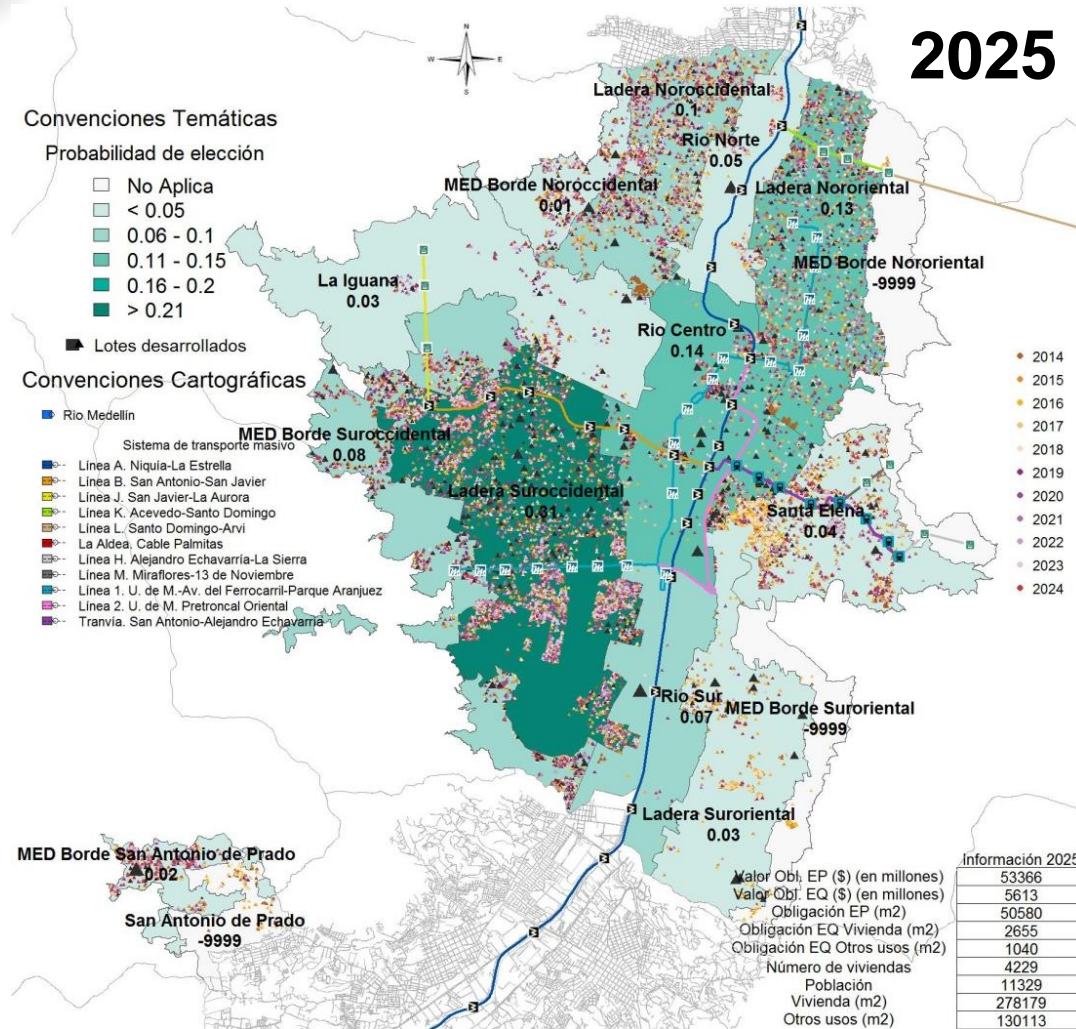 2025
N
W E
S
Convenciones Temáticas
Probabilidad de elección
No Aplica
< 0.05
0.06 - 0.1
0.11 - 0.15
0.16 - 0.2
> 0.21
Lotes desarrollados
Convenciones Cartográficas
Rio Medellín
Sistema de transporte masivo
Línea A. Niquía-La Estrella
Línea B. San Antonio-San Javier
Línea J. San Javier-La Aurora
Línea K. Acevedo-Santo Domingo
Línea L. Santo Domingo-Arvi
La Aldea. Cable Palmitas
Línea H. Alejandro Echavarría-La Sierra
Línea M. Miraflores-13 de Noviembre
Línea 1. U. de M.-Av. del Ferrocarril-Parque Aranjuez
Línea 2. U. de M. Pretroncal Oriental
Tranvía. San Antonio-Alejandro Echavarría
Ladera Noroccidental
0.1
Rio Norte
0.05
MED Borde Noroccidental
0.01
Ladera Nororiental
0.13
MED Borde Nororiental
-9999
La Iguana
0.03
Rio Centro
0.14
MED Borde Suroccidental
0.08
Ladera Suroccidental
0.31
Santa Elena
0.04
Rio Sur
0.07
MED Borde Suroriental
-9999
Ladera Suroriental
0.03
MED Borde San Antonio de Prado
0.02
San Antonio de Prado
-9999
2014
2015
2016
2017
2018
2019
2020
2021
2022
2023
2024
Información 2025
Valor Obl. EP ($) (en millones) 53366
Valor Obl. EQ ($) (en millones) 5613
Obligación EP (m2) 50580
Obligación EQ Vivienda (m2) 2655
Obligación EQ Otros usos (m2) 1040
Número de viviendas 4229
Población 11329
Vivienda (m2) 278179
Otros usos (m2) 130113